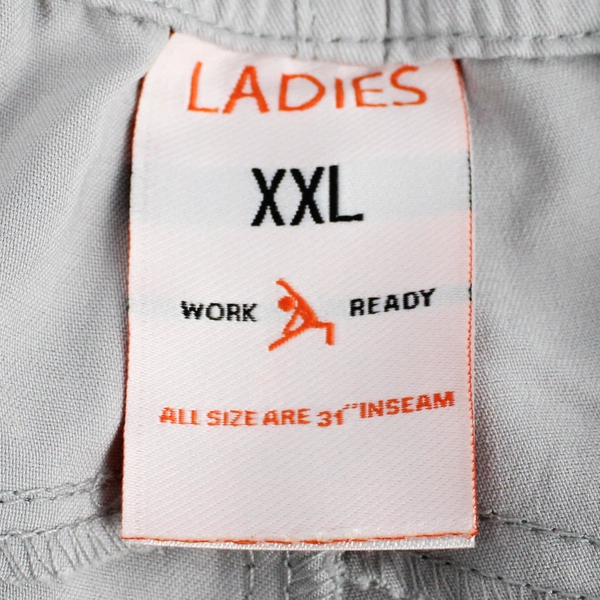 LADIES
XXL
WORK READY
ALL SIZE ARE 31" INSEAM